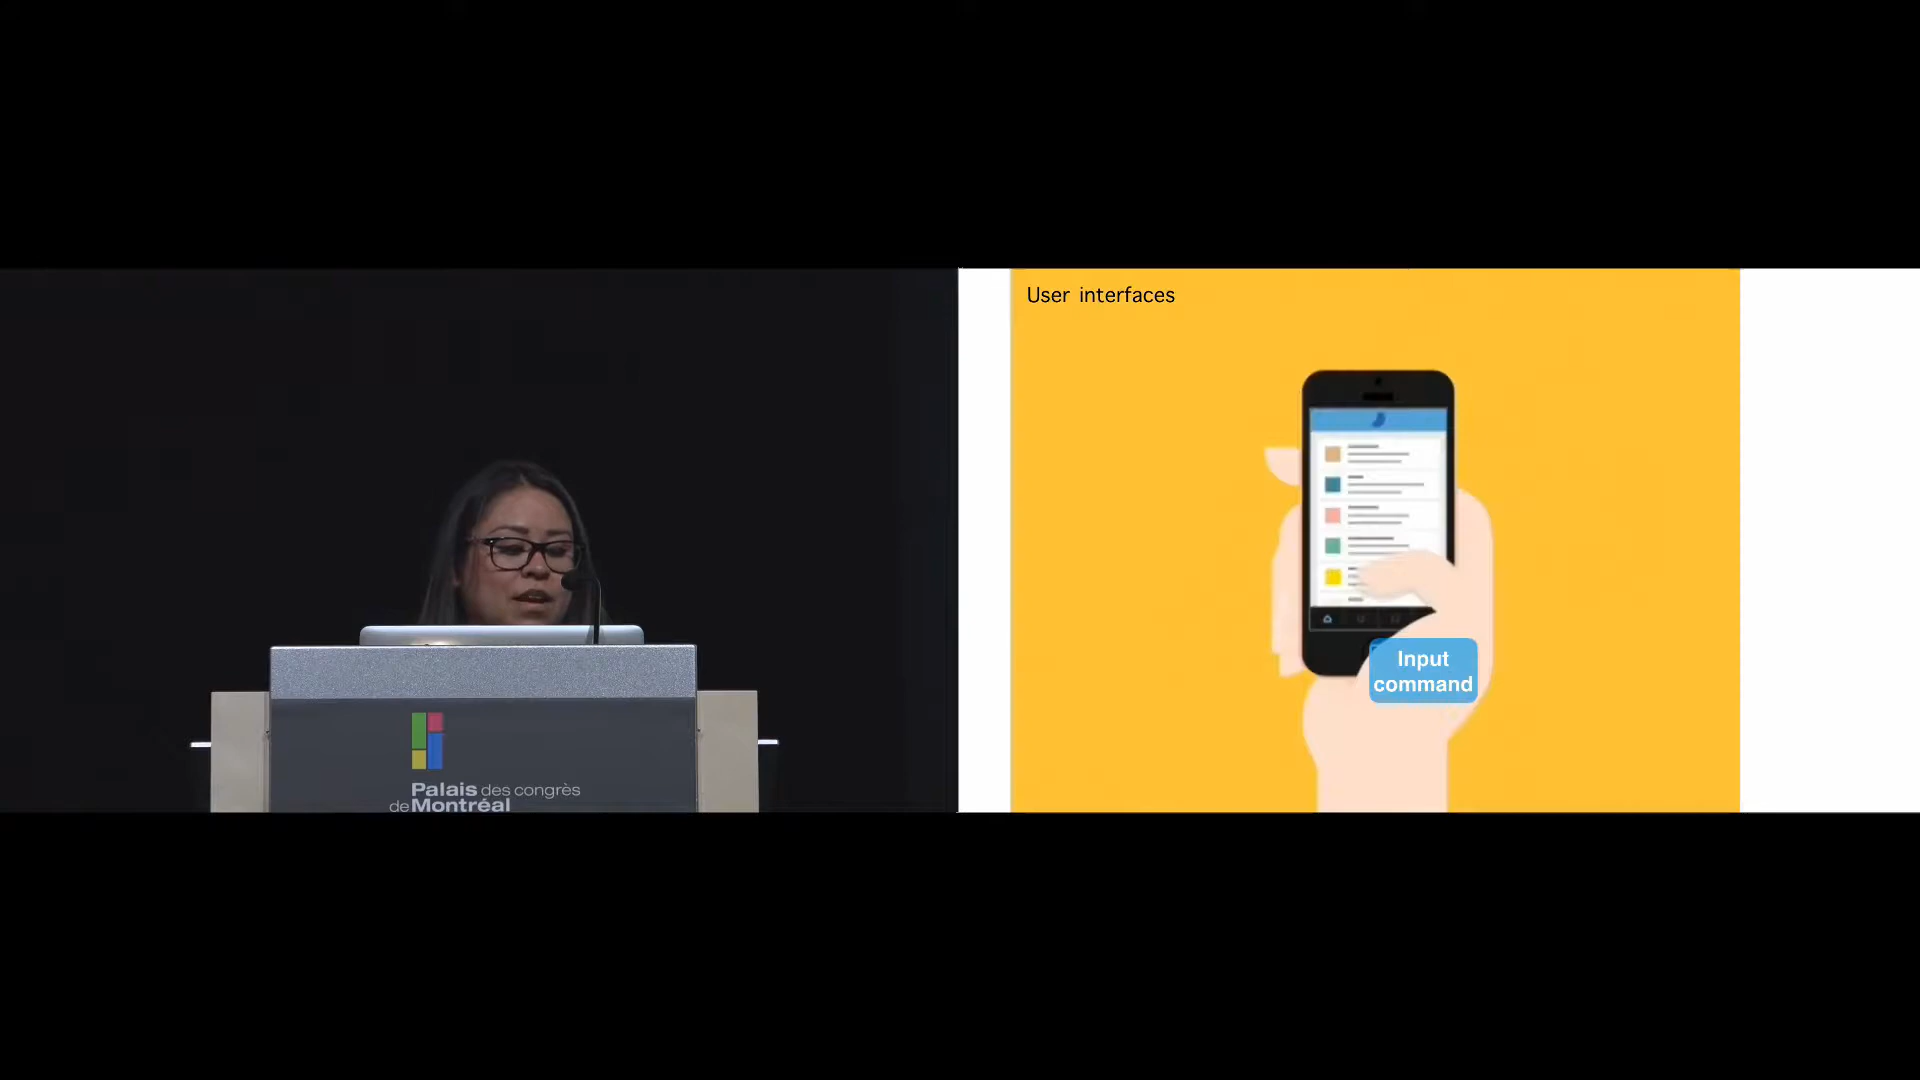 User interfaces
Input
command
Palais des congrès
de Montréal